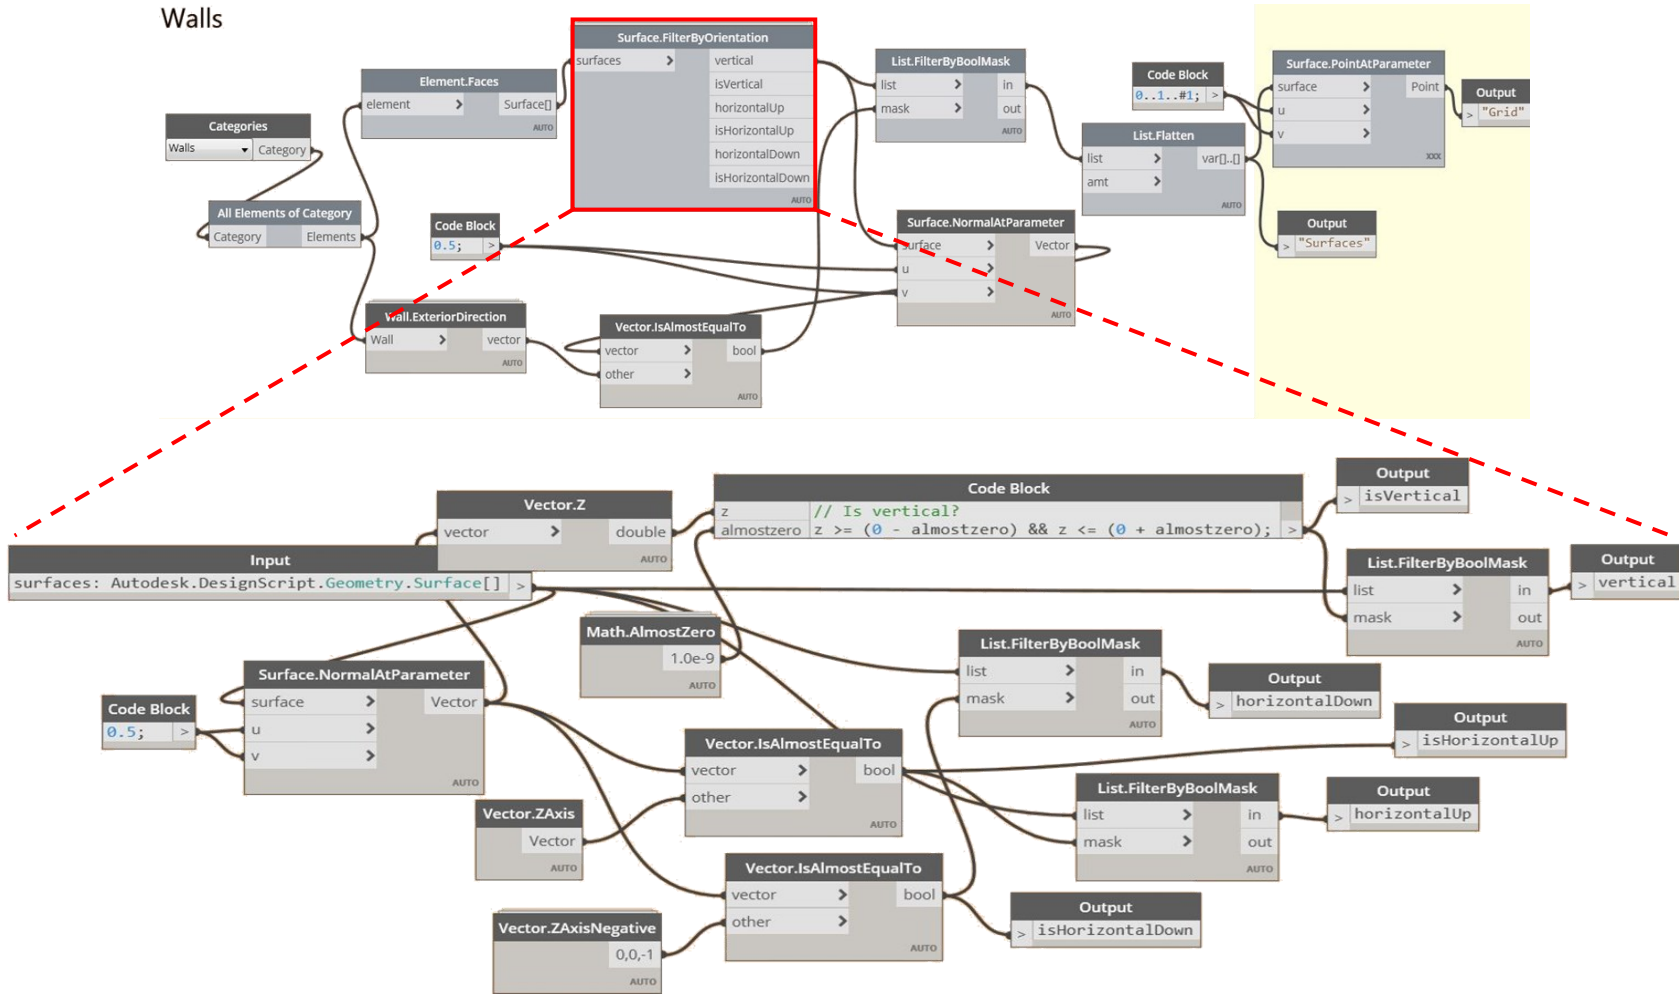 Walls
Categories
Walls
Category
All Elements of Category
Category Elements
Element.Faces
element > Surface[]
AUTO
Surface.FilterByOrientation
surfaces > vertical
isVertical
horizontalUp
isHorizontalUp
horizontalDown
isHorizontalDown
AUTO
Code Block
0.5; >
Wall.ExteriorDirection
Wall > vector
AUTO
Vector.IsAlmostEqualTo
vector > bool
other >
AUTO
List.FilterByBoolMask
list > in
mask > out
AUTO
Surface.NormalAtParameter
surface > Vector
u >
v >
AUTO
List.Flatten
list > var[]..[]
amt >
AUTO
Code Block
0..1..#1; >
Surface.PointAtParameter
surface > Point
u >
v >
XXX
Output
> "Grid"
Output
> "Surfaces"
Input
surfaces: Autodesk.DesignScript.Geometry.Surface[] >
Vector.Z
vector > double
AUTO
Code Block
z // Is vertical?
almostzero z >= (0 - almostzero) && z <= (0 + almostzero); >
Output
> isVertical
List.FilterByBoolMask
list > in
mask > out
AUTO
Output
> vertical
Math.AlmostZero
1.0e-9
AUTO
Code Block
0.5; >
Surface.NormalAtParameter
surface > Vector
u >
v >
AUTO
List.FilterByBoolMask
list > in
mask > out
AUTO
Output
> horizontalDown
Output
> isHorizontalUp
Vector.IsAlmostEqualTo
vector > bool
other >
AUTO
Vector.ZAxis
Vector
AUTO
List.FilterByBoolMask
list > in
mask > out
AUTO
Output
> horizontalUp
Vector.IsAlmostEqualTo
vector > bool
other >
AUTO
Vector.ZAxisNegative
0,0,-1
AUTO
Output
> isHorizontalDown